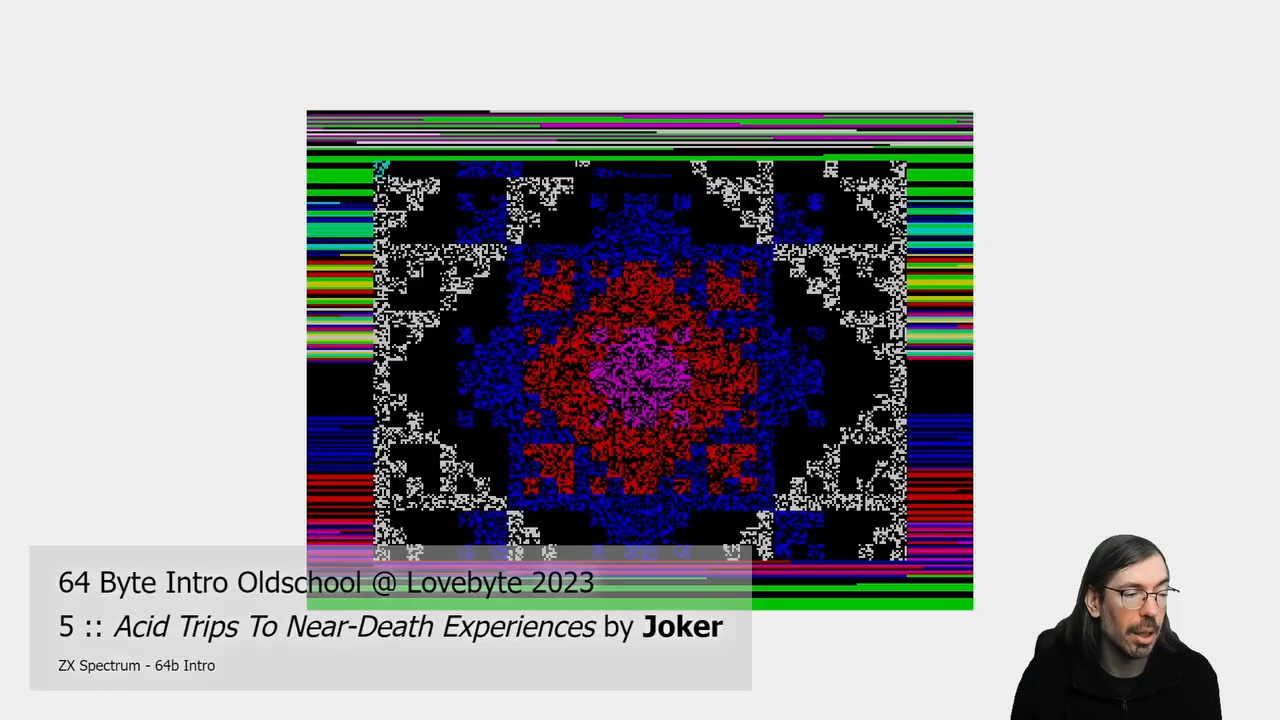 64 Byte Intro Oldschool @ Lovebyte 2023
5 :: Acid Trips To Near-Death Experiences by Joker
ZX Spectrum - 64b Intro